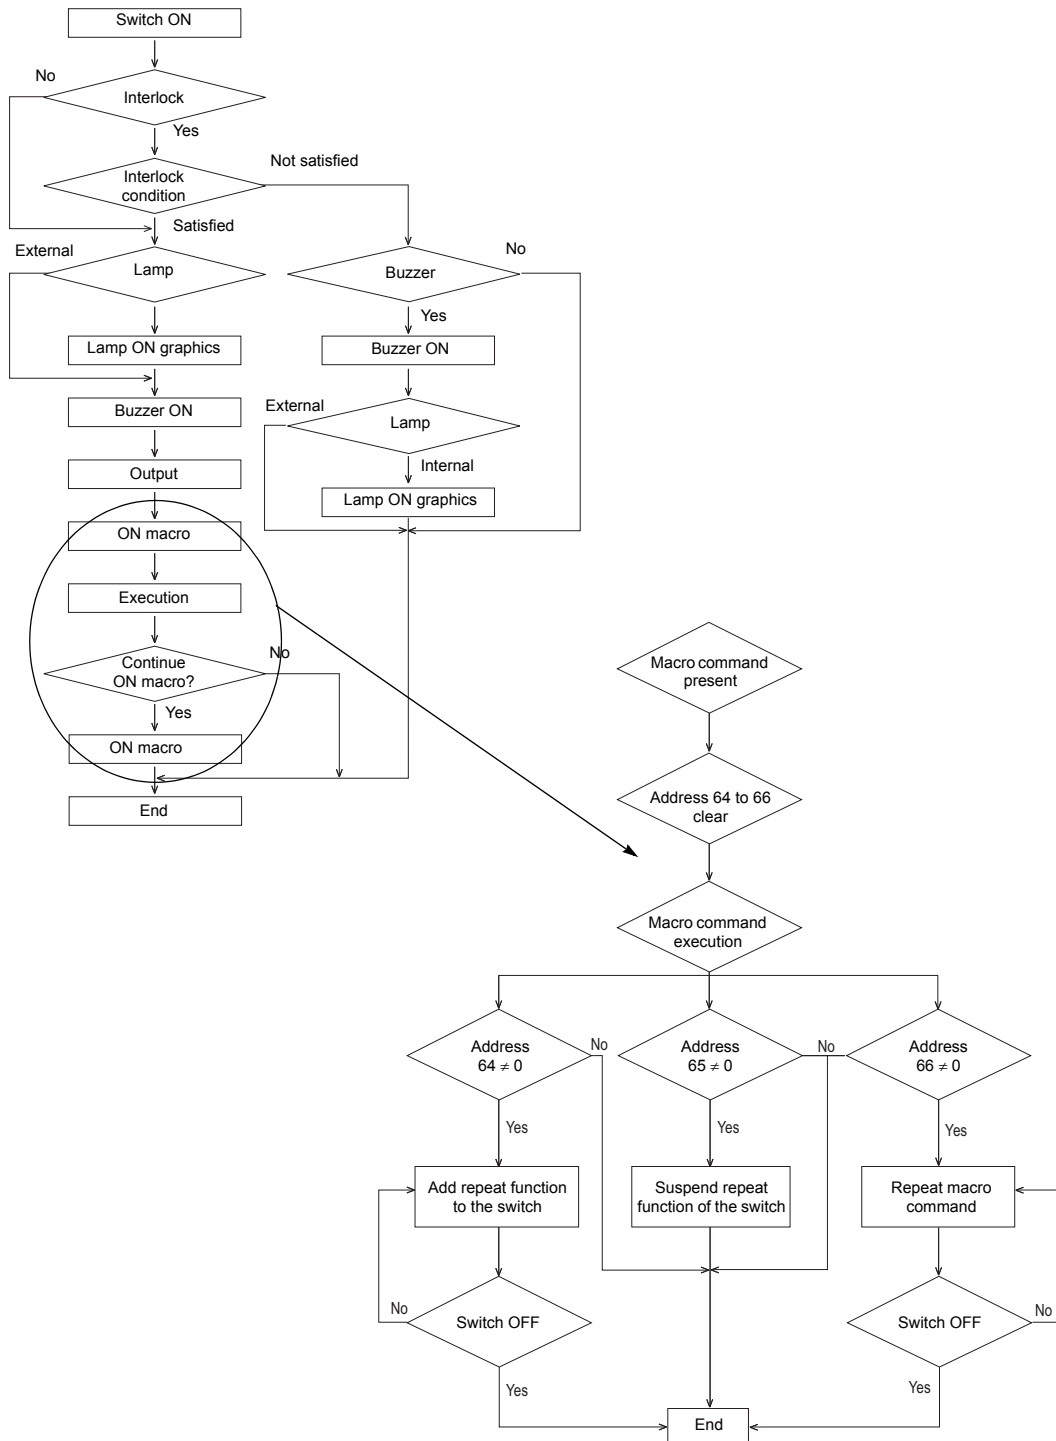 Switch ON
No
Interlock
Yes
Not satisfied
Interlock
condition
Satisfied
External
Lamp
No
Buzzer
Yes
Lamp ON graphics
Buzzer ON
Buzzer ON
External
Lamp
Output
Internal
Lamp ON graphics
ON macro
Execution
No
Continue
ON macro?
Yes
ON macro
End
Macro command
present
Address 64 to 66
clear
Macro command
execution
Address
64 ≠ 0
No
Address
65 ≠ 0
No
Address
66 ≠ 0
Yes
Yes
Yes
Add repeat function
to the switch
Suspend repeat
function of the switch
Repeat macro
command
No
Switch OFF
Switch OFF
No
Yes
Yes
End